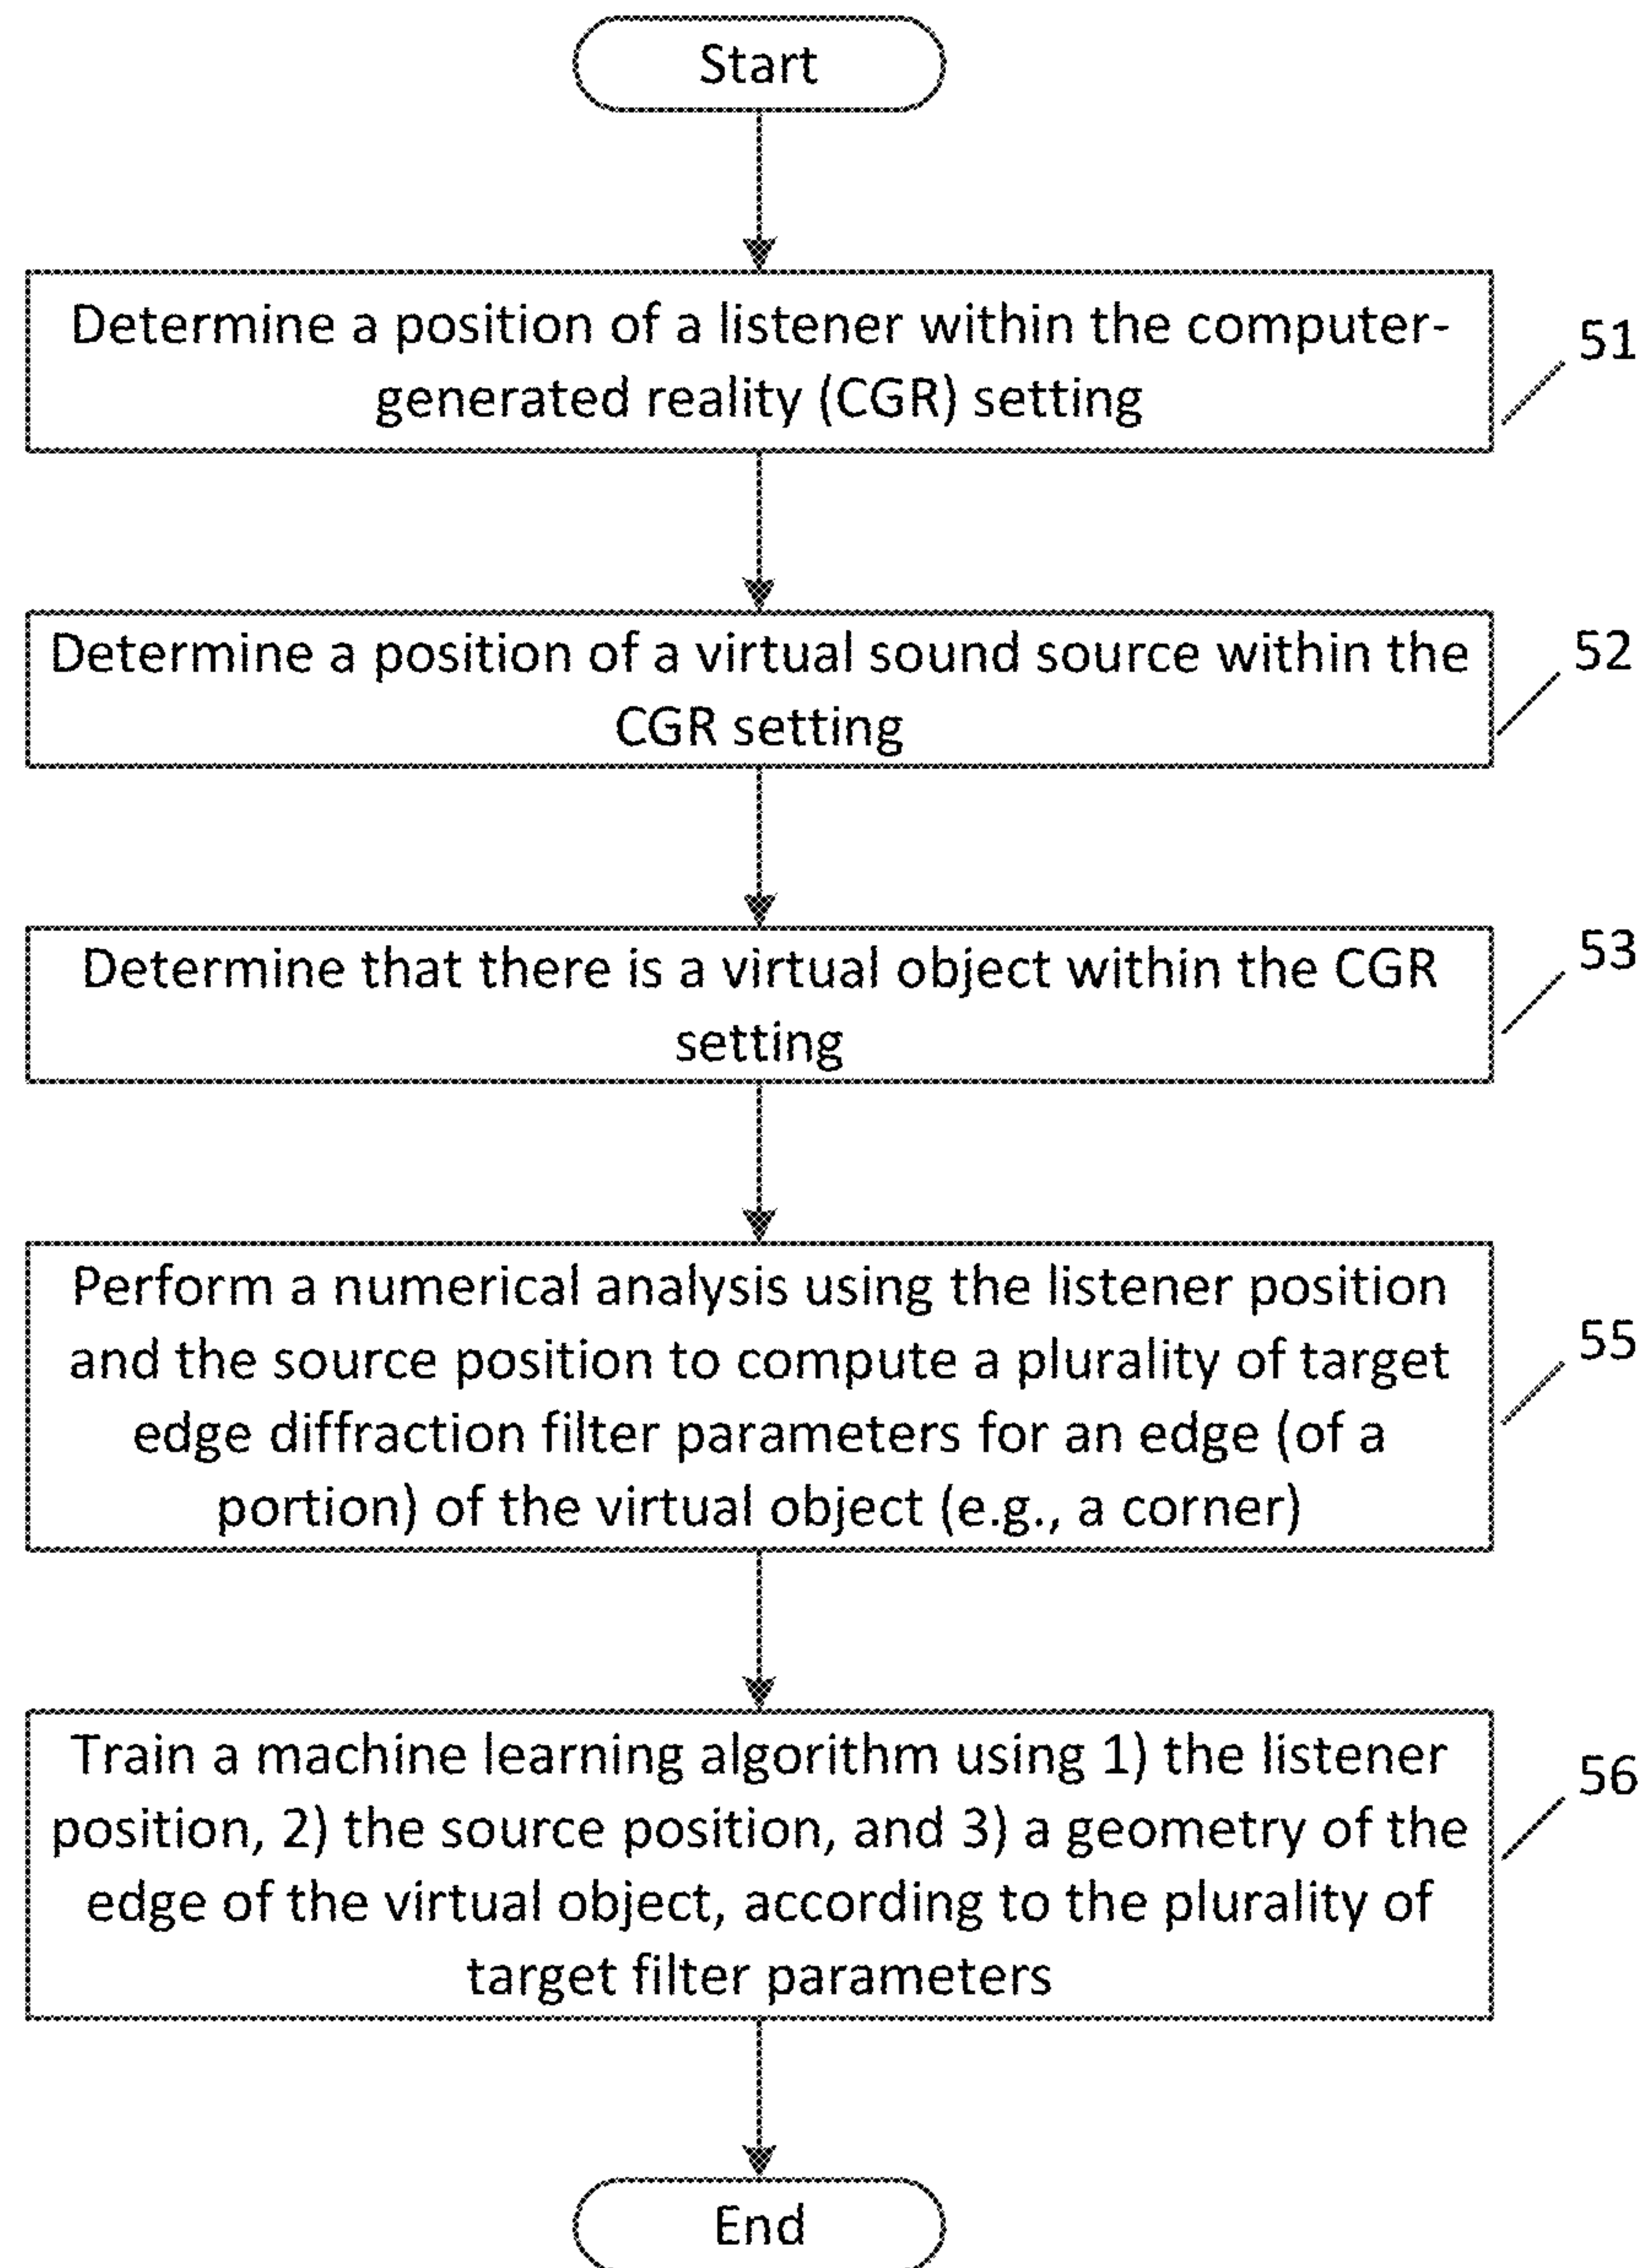 Start
Determine a position of a listener within the computer-
generated reality (CGR) setting
51
Determine a position of a virtual sound source within the
CGR setting
52
Determine that there is a virtual object within the CGR
setting
53
Perform a numerical analysis using the listener position
and the source position to compute a plurality of target
edge diffraction filter parameters for an edge (of a
portion) of the virtual object (e.g., a corner)
55
Train a machine learning algorithm using 1) the listener
position, 2) the source position, and 3) a geometry of the
edge of the virtual object, according to the plurality of
target filter parameters
56
End